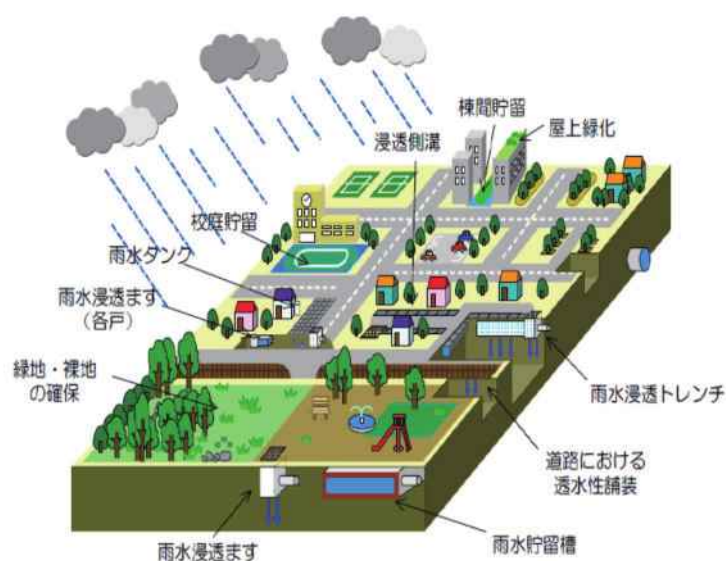 棟間貯留
屋上緑化
浸透側溝
校庭貯留
雨水タンク
雨水浸透ます
(各戸)
緑地・裸地
の確保
雨水浸透トレンチ
道路における
透水性舗装
雨水浸透ます
雨水貯留槽